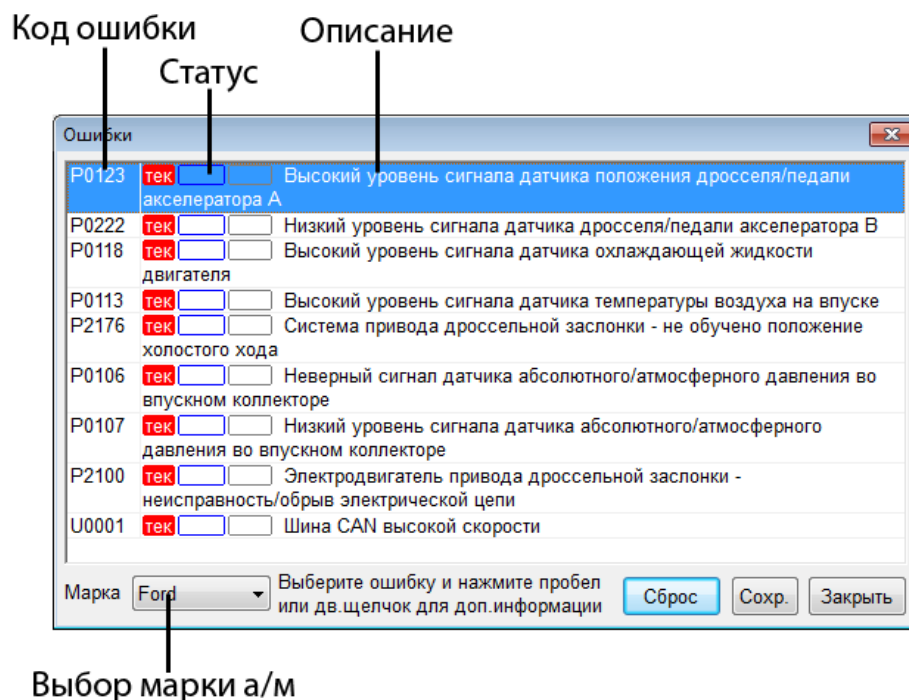 Код ошибки
Описание
Статус
Ошибки
P0123 тек Высокий уровень сигнала датчика положения дросселя/педали
акселератора А
P0222 тек Низкий уровень сигнала датчика дросселя/педали акселератора В
P0118 тек Высокий уровень сигнала датчика охлаждающей жидкости
двигателя
P0113 тек Высокий уровень сигнала датчика температуры воздуха на впуске
P2176 тек Система привода дроссельной заслонки - не обучено положение
холостого хода
P0106 тек Неверный сигнал датчика абсолютного/атмосферного давления во
впускном коллекторе
P0107 тек Низкий уровень сигнала датчика абсолютного/атмосферного
давления во впускном коллекторе
P2100 тек Электродвигатель привода дроссельной заслонки -
неисправность/обрыв электрической цепи
U0001 тек Шина CAN высокой скорости
Марка Ford Выберите ошибку и нажмите пробел
или дв.щелчок для доп.информации
Сброс Сохр. Закрыть
Выбор марки а/м